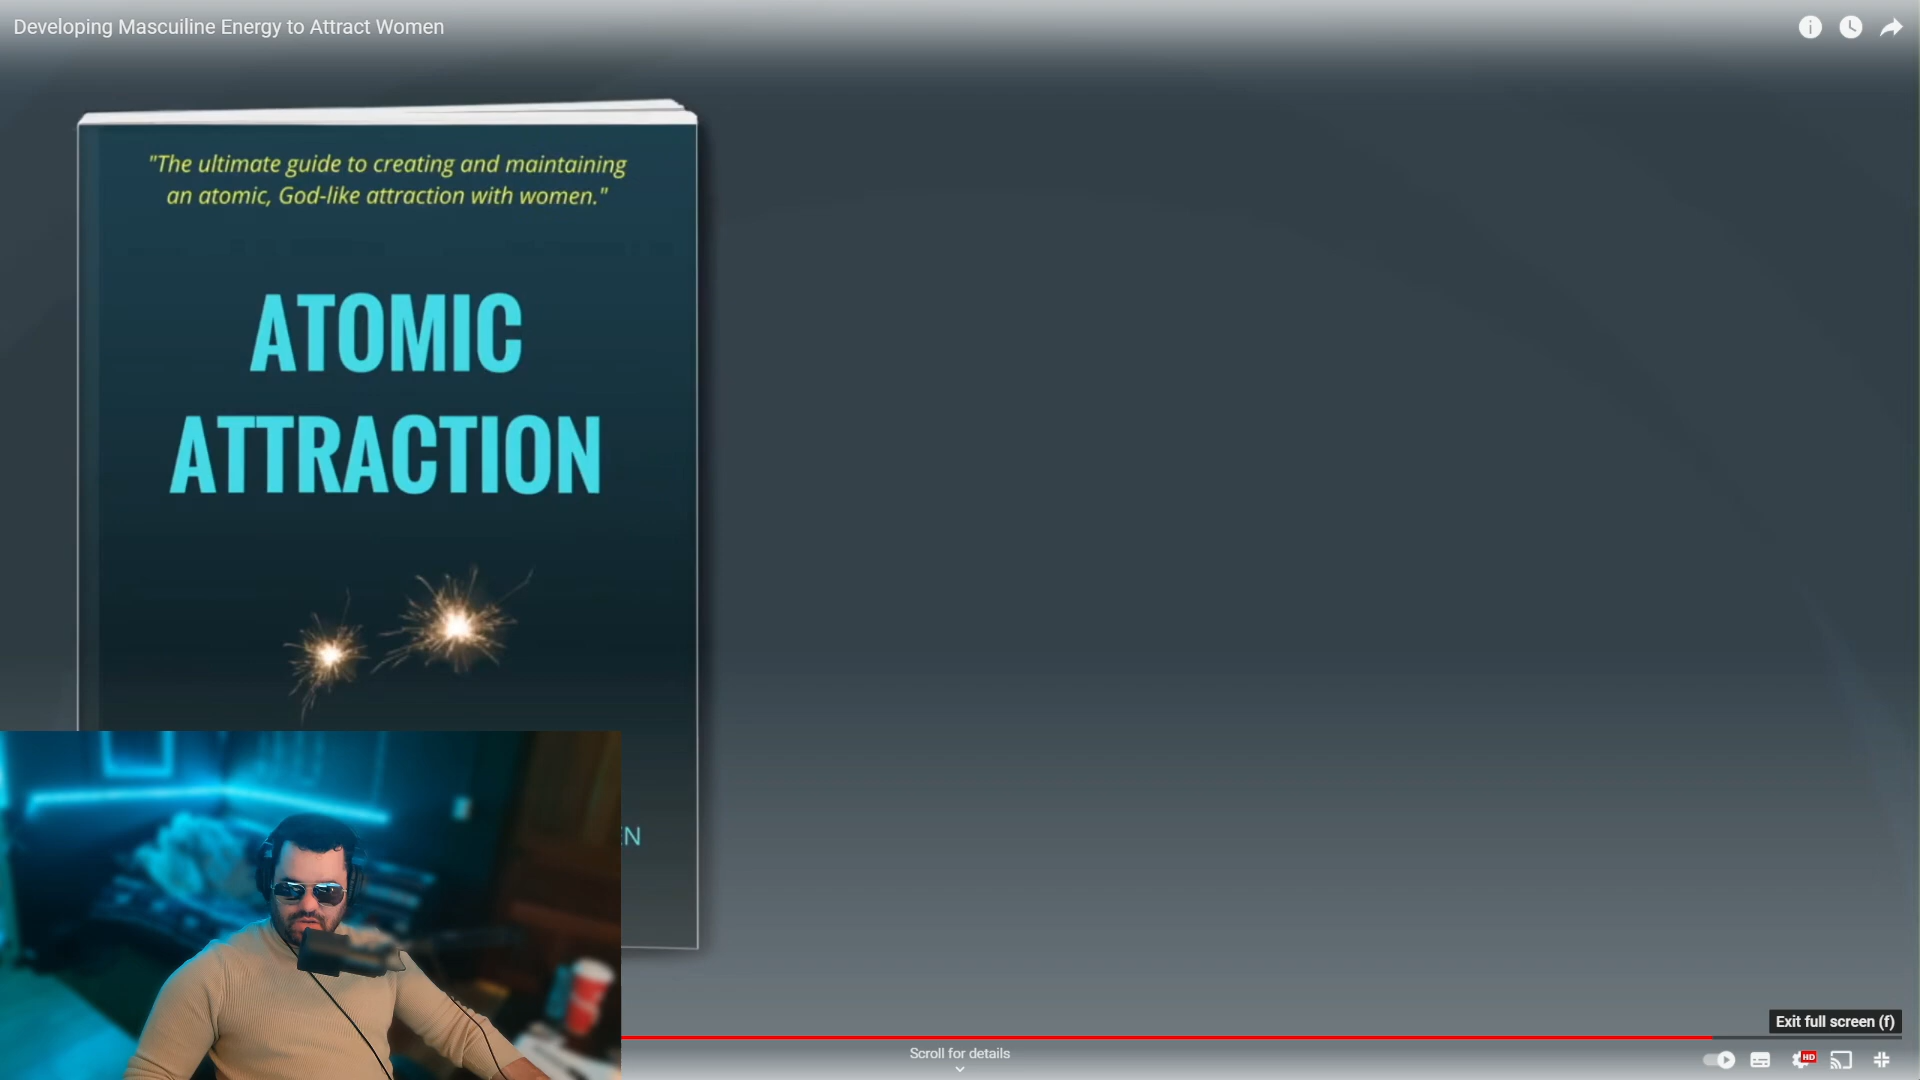 Developing Mascuiline Energy to Attract Women
"The ultimate guide to creating and maintaining
an atomic, God-like attraction with women."
ATOMIC
ATTRACTION
EN
Exit full screen (f)
Scroll for details
HD